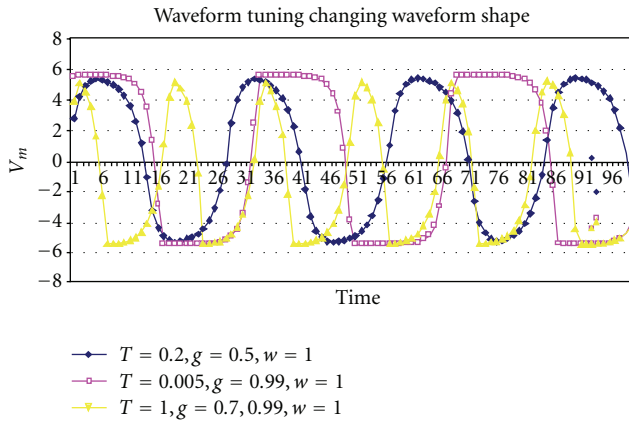 Waveform tuning changing waveform shape
8
6
4
2
0
−2
−4
−6
−8
V_m
1 6 11 16 21 26 31 36 41 46 51 56 61 66 71 76 81 86 91 96
Time
T = 0.2, g = 0.5, w = 1
T = 0.005, g = 0.99, w = 1
T = 1, g = 0.7, 0.99, w = 1